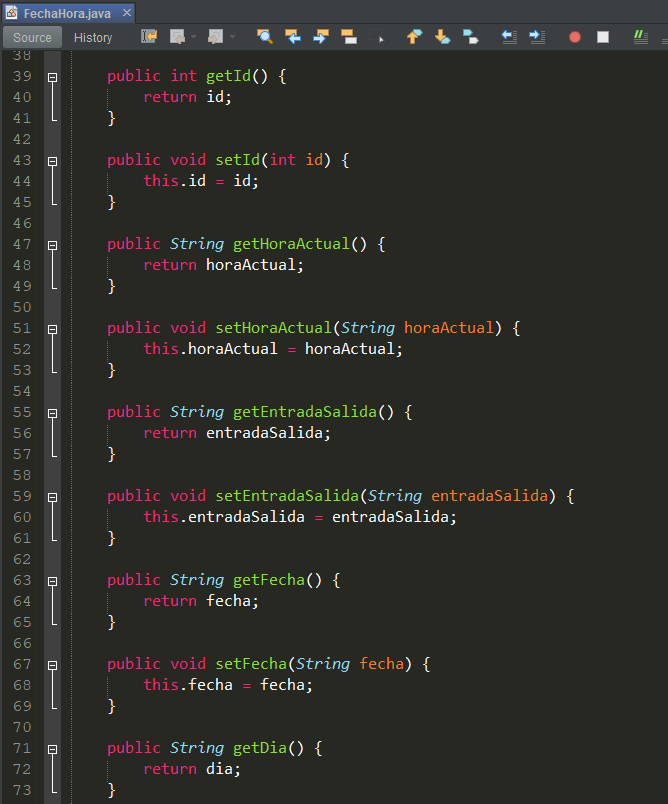 FechaHora.java
Source History
38
39 public int getId() {
40 return id;
41 }
42
43 public void setId(int id) {
44 this.id = id;
45 }
46
47 public String getHoraActual() {
48 return horaActual;
49 }
50
51 public void setHoraActual(String horaActual) {
52 this.horaActual = horaActual;
53 }
54
55 public String getEntradaSalida() {
56 return entradaSalida;
57 }
58
59 public void setEntradaSalida(String entradaSalida) {
60 this.entradaSalida = entradaSalida;
61 }
62
63 public String getFecha() {
64 return fecha;
65 }
66
67 public void setFecha(String fecha) {
68 this.fecha = fecha;
69 }
70
71 public String getDia() {
72 return dia;
73 }